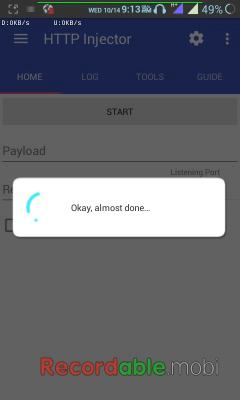 WED 10/14 9:13 AM 49%
D:0KB/s U:0KB/s
HTTP Injector
HOME LOG TOOLS GUIDE
START
Payload
Listening Port
Okay, almost done...
Recordable.mobi